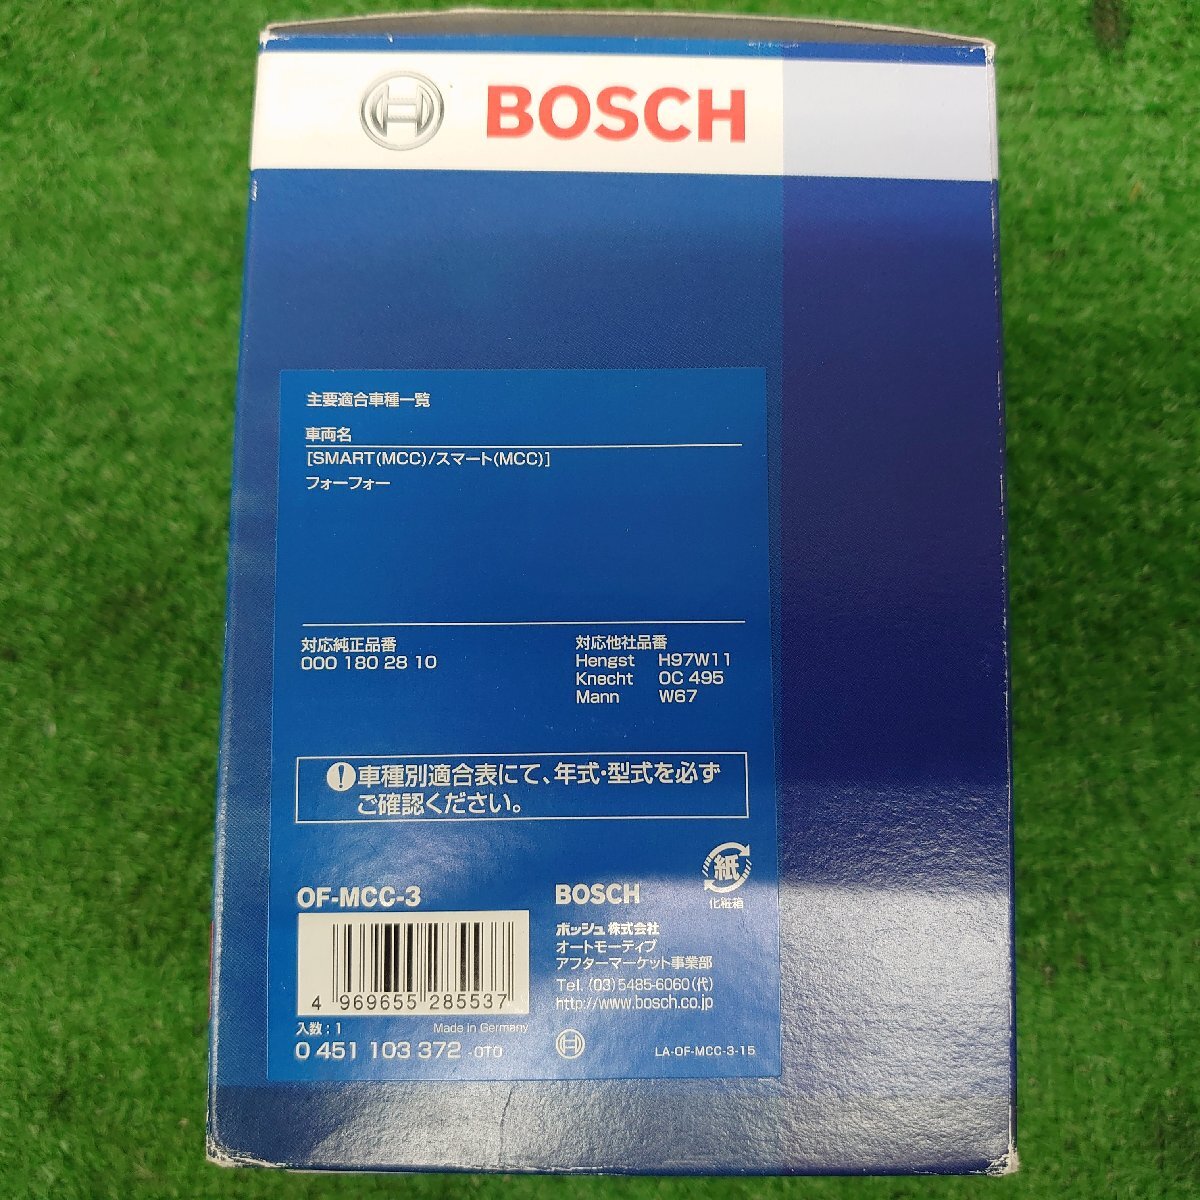 BOSCH
主要適合車種一覧
車両名
[SMART(MCC)/スマート(MCC)]
フォーフォー
対応純正品番
000 180 28 10
対応他社品番
Hengst H97W11
Knecht OC 495
Mann W67
!車種別適合表にて、年式・型式を必ず
ご確認ください。
OF-MCC-3
4 969655 285537
入数:1 Made in Germany
0 451 103 372 -0T0
紙
化粧箱
BOSCH
ボッシュ株式会社
オートモーティブ
アフターマーケット事業部
Tel. (03)5485-6060(代)
http://www.bosch.co.jp
LA-OF-MCC-3-15